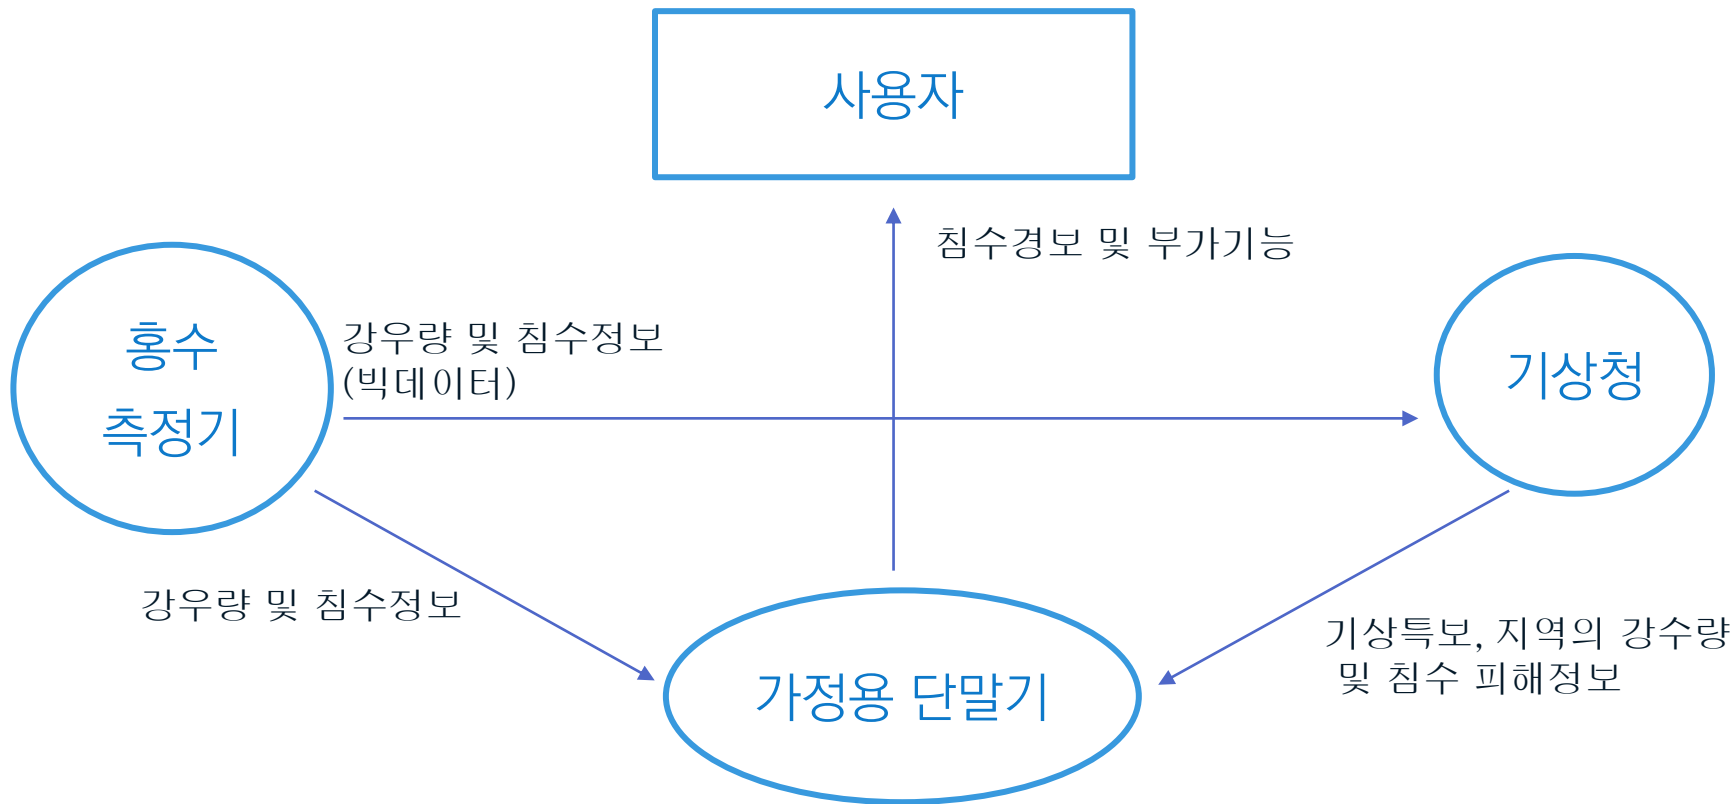 사용자
침수경보 및 부가기능
홍수
측정기
강우량 및 침수정보
(빅데이터)
기상청
강우량 및 침수정보
가정용 단말기
기상특보, 지역의 강수량
및 침수 피해정보